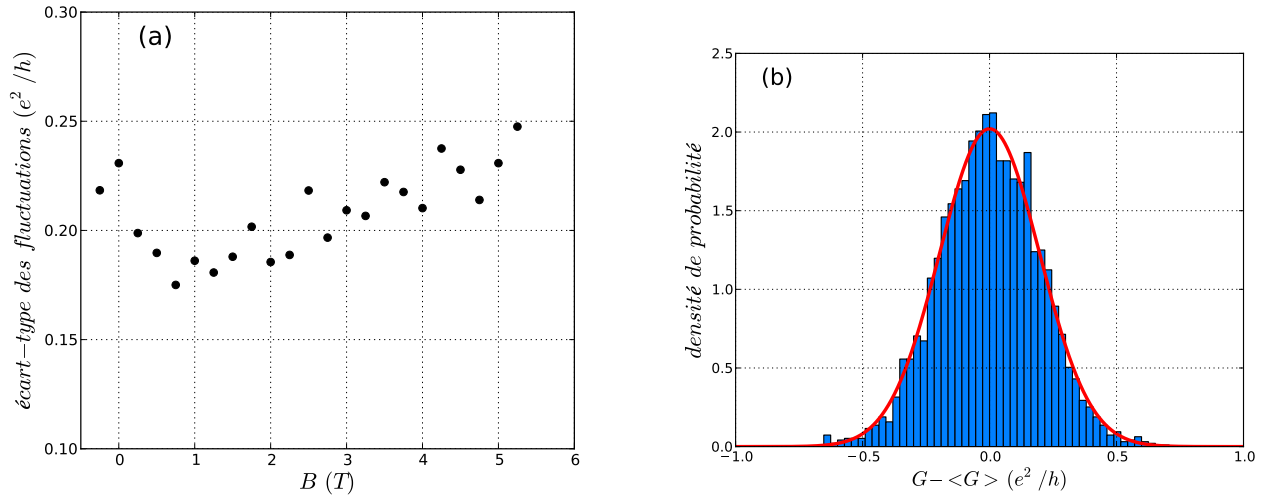 (a)
écart−type des fluctuations (e² /h)
0.30
0.25
0.20
0.15
0.10
0 1 2 3 4 5 6
B (T)
(b)
densité de probabilité
2.5
2.0
1.5
1.0
0.5
0.0
−1.0 −0.5 0.0 0.5 1.0
G−<G> (e² /h)